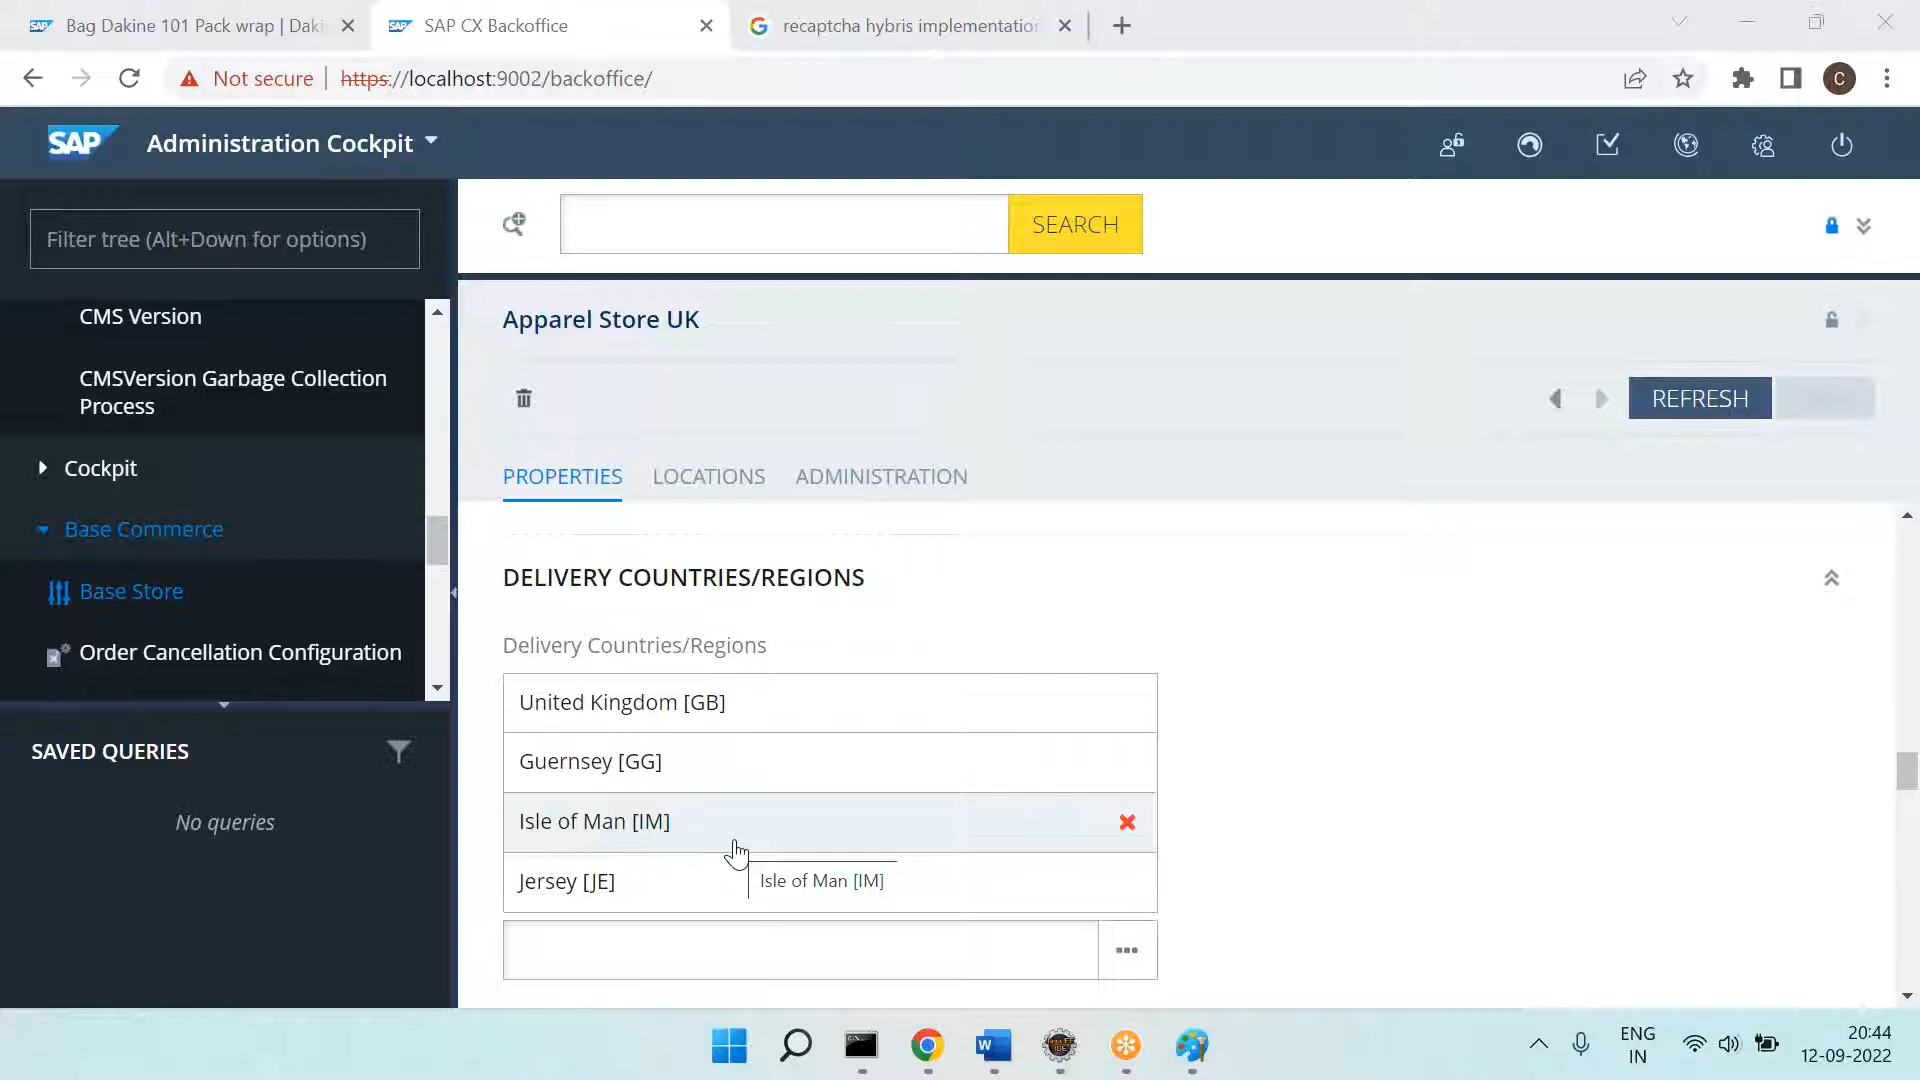 SAP Bag Dakine 101 Pack wrap | Daki
SAP SAP CX Backoffice
recaptcha hybris implementation
Not secure | https://localhost:9002/backoffice/
C
SAP Administration Cockpit
Filter tree (Alt+Down for options)
SEARCH
CMS Version
CMSVersion Garbage Collection
Process
Cockpit
Base Commerce
Base Store
Order Cancellation Configuration
SAVED QUERIES
No queries
Apparel Store UK
REFRESH
PROPERTIES LOCATIONS ADMINISTRATION
DELIVERY COUNTRIES/REGIONS
Delivery Countries/Regions
United Kingdom [GB]
Guernsey [GG]
Isle of Man [IM]
Jersey [JE]
Isle of Man [IM]
ENG
IN
20:44
12-09-2022